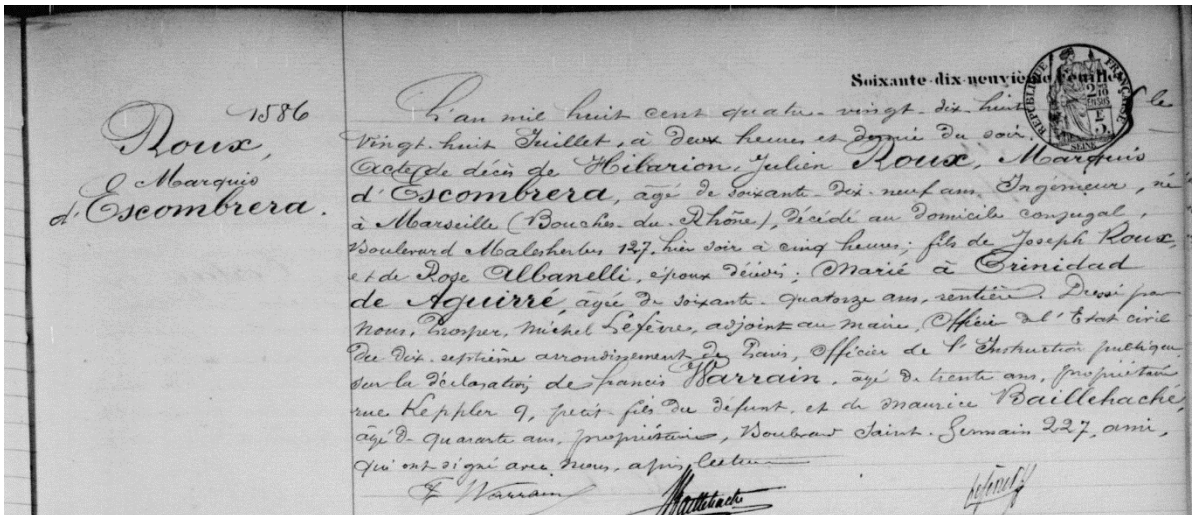 Soixante-dix-neuvième Feuillet
RÉPUBLIQUE FRANÇAISE
SEINE
1586
Roux,
Marquis
d'Escombrera.
L'an mil huit cent quatre-vingt-dix huit le
vingt-huit Juillet, à deux heures et demie du soir.
Acte de décès de Hilarion, Julien Roux, Marquis
d'Escombrera, âgé de soixante-dix-neuf ans, Ingénieur, né
à Marseille (Bouches-du-Rhône), décédé au domicile conjugal,
Boulevard Malesherbes 127, hier soir à cinq heures; fils de Joseph Roux,
et de Rose Albanelli, époux décédés; Marié à Trinidad
de Aguirré, âgée de soixante-quatorze ans, rentière. Dressé par
Nous, Prosper, Michel Lefèvre, adjoint au maire, Officier de l'Etat civil
du dix-septième arrondissement de Paris, Officier de l'Instruction publique
sur la déclaration de francis Warrain, âgé de trente ans, propriétaire
rue Keppler 9, petit-fils du défunt, et de Maurice Baillehaché,
âgé de quarante ans, propriétaire, Boulevard Saint-Germain 227, ami,
qui ont signé avec nous, après lecture
F Warrain Baillehaché